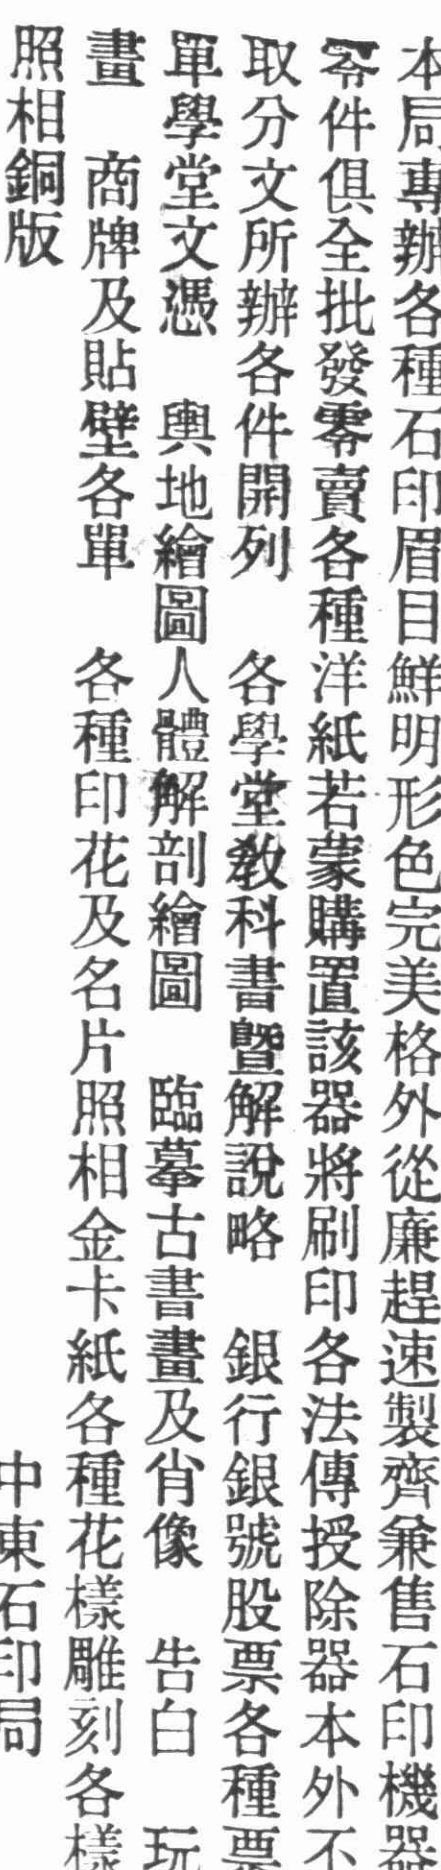 本局專辦各種石印眉目鮮明形色完美格外從廉趕速製齊兼售石印機器
零件俱全批發零賣各種洋紙若蒙購置該器將刷印各法傳授除器本外不
取分文所辦各件開列　各學堂教科書暨解說略　銀行銀號股票各種票
單學堂文憑　輿地繪圖人體解剖繪圖　臨摹古書畫及肖像　告白　玩
畫　商牌及貼壁各單　各種印花及名片照相金卡紙各種花樣雕刻各樣
照相銅版　中東石印局